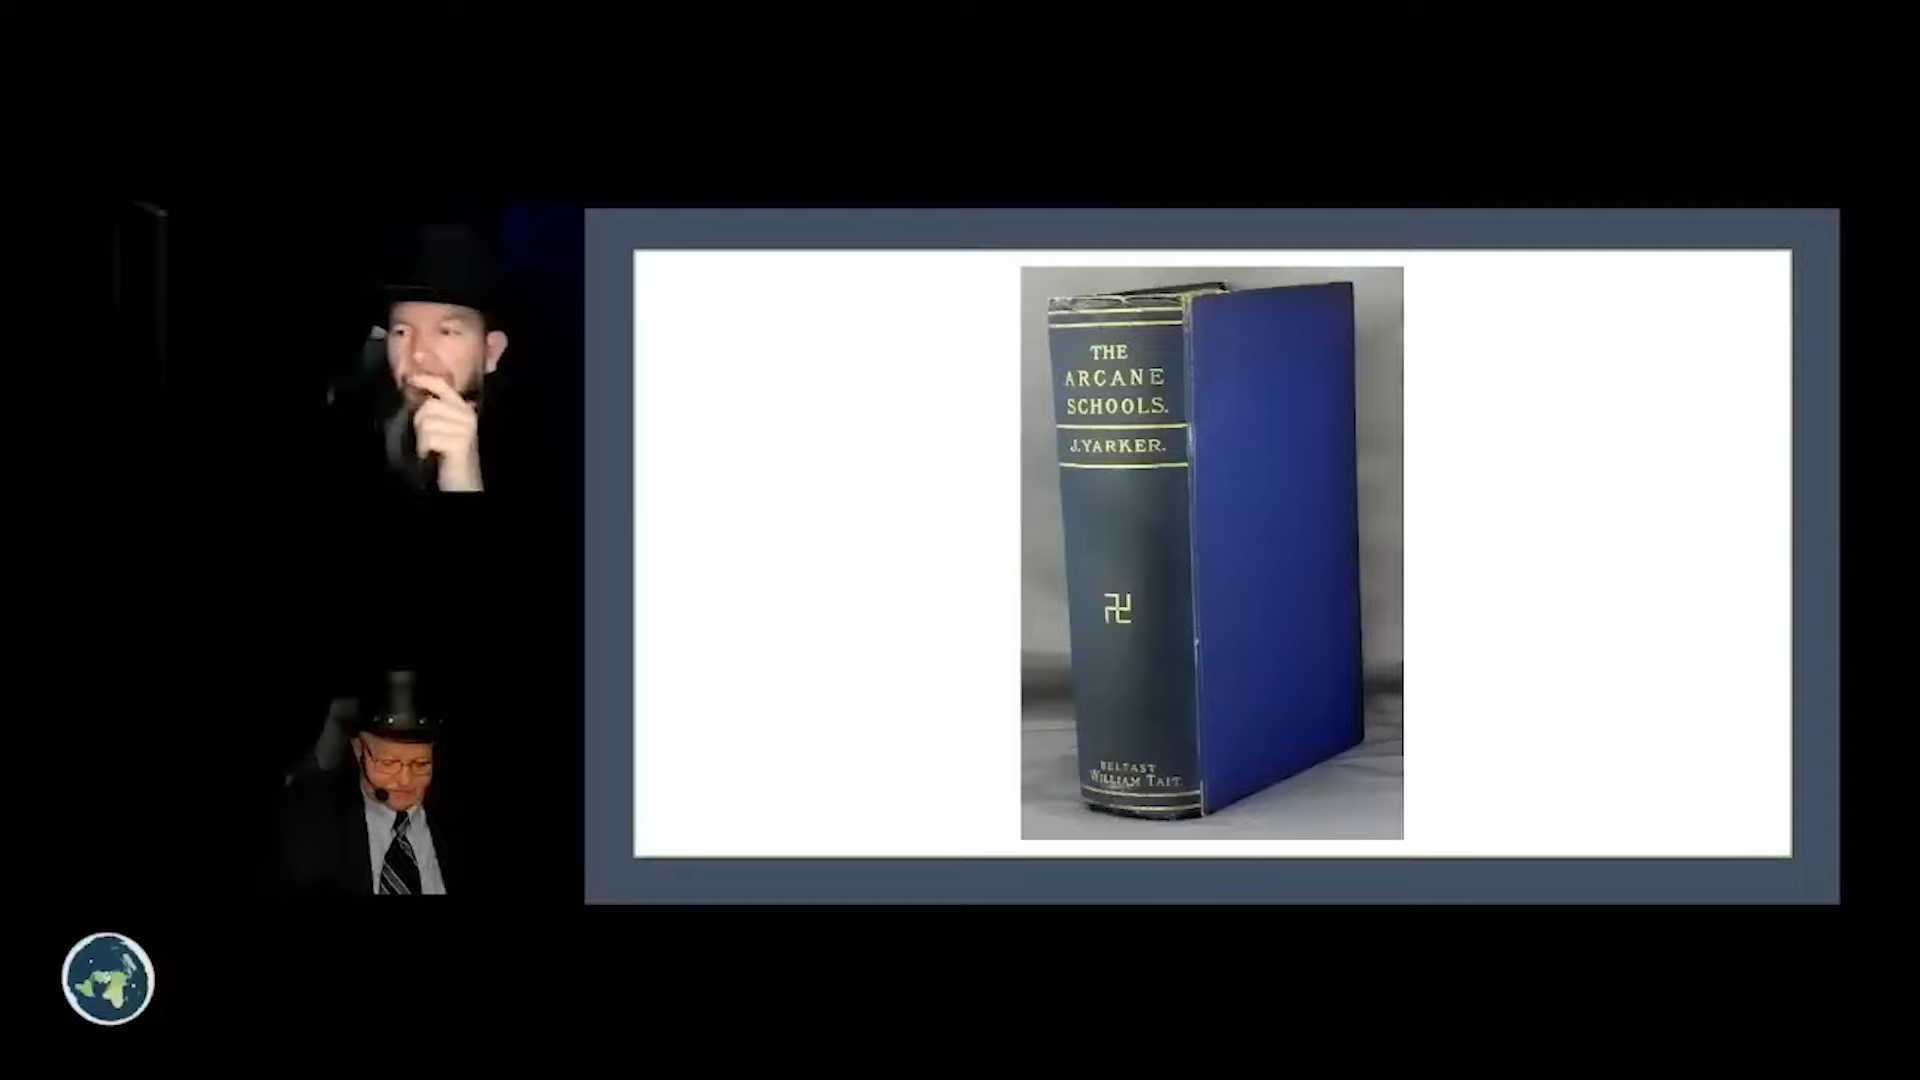 THE
ARCANE
SCHOOLS.
J. YARKER.
BELFAST
WILLIAM TAIT.